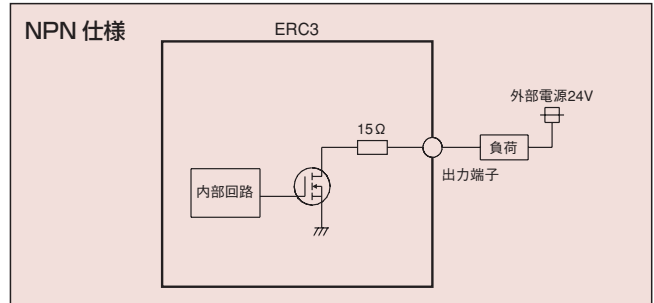 NPN 仕様
ERC3
外部電源24V
15Ω
負荷
出力端子
内部回路